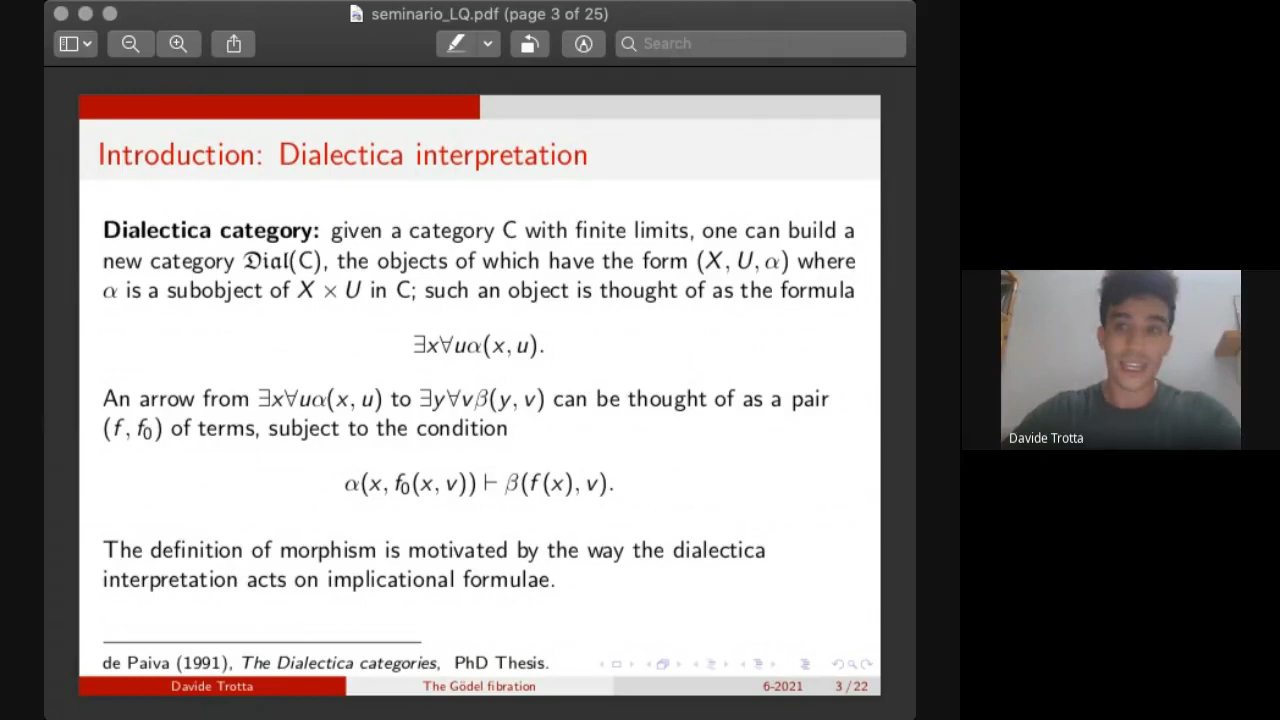 seminario_LQ.pdf (page 3 of 25)
Search
Introduction: Dialectica interpretation
Dialectica category: given a category C with finite limits, one can build a
new category 𝔇ial(C), the objects of which have the form (X, U, α) where
α is a subobject of X × U in C; such an object is thought of as the formula
∃x∀uα(x, u).
An arrow from ∃x∀uα(x, u) to ∃y∀vβ(y, v) can be thought of as a pair
(f, f₀) of terms, subject to the condition
α(x, f₀(x, v)) ⊢ β(f(x), v).
The definition of morphism is motivated by the way the dialectica
interpretation acts on implicational formulae.
de Paiva (1991), The Dialectica categories, PhD Thesis.
Davide Trotta The Gödel fibration 6-2021 3 / 22
Davide Trotta